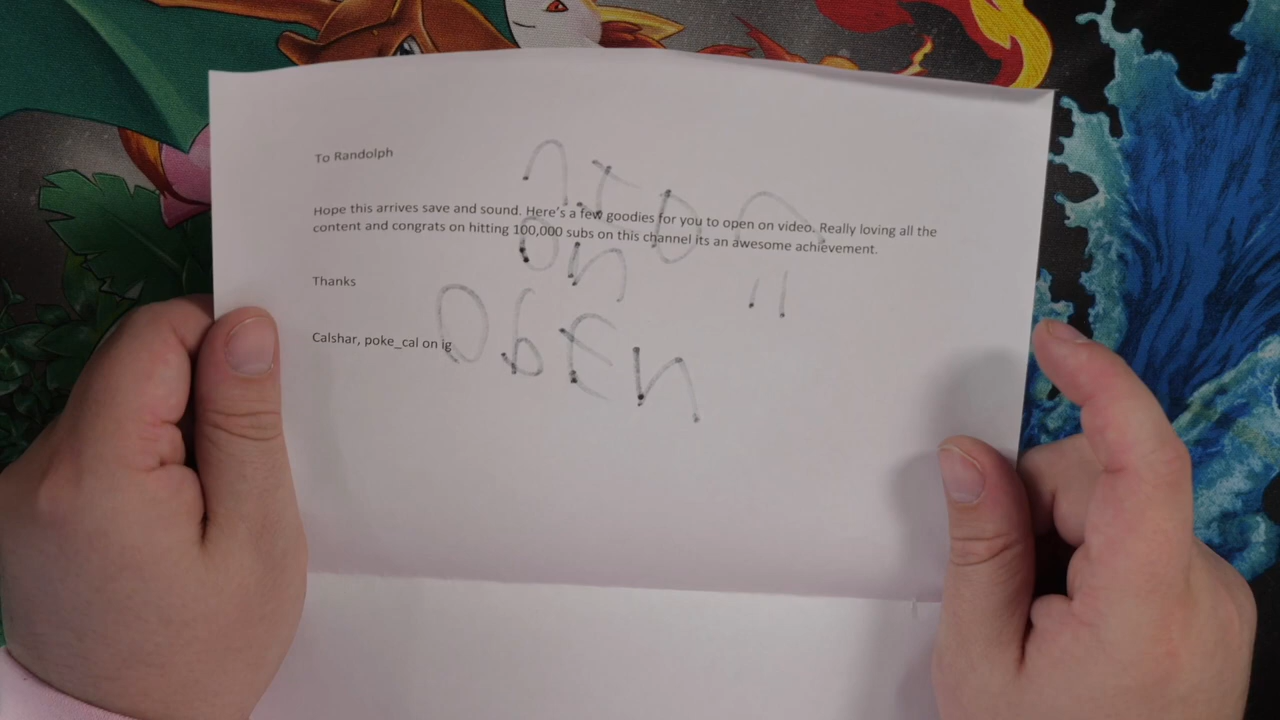 To Randolph
Hope this arrives save and sound. Here's a few goodies for you to open on video. Really loving all the
content and congrats on hitting 100,000 subs on this channel its an awesome achievement.
Thanks
Calshar, poke_cal on ig